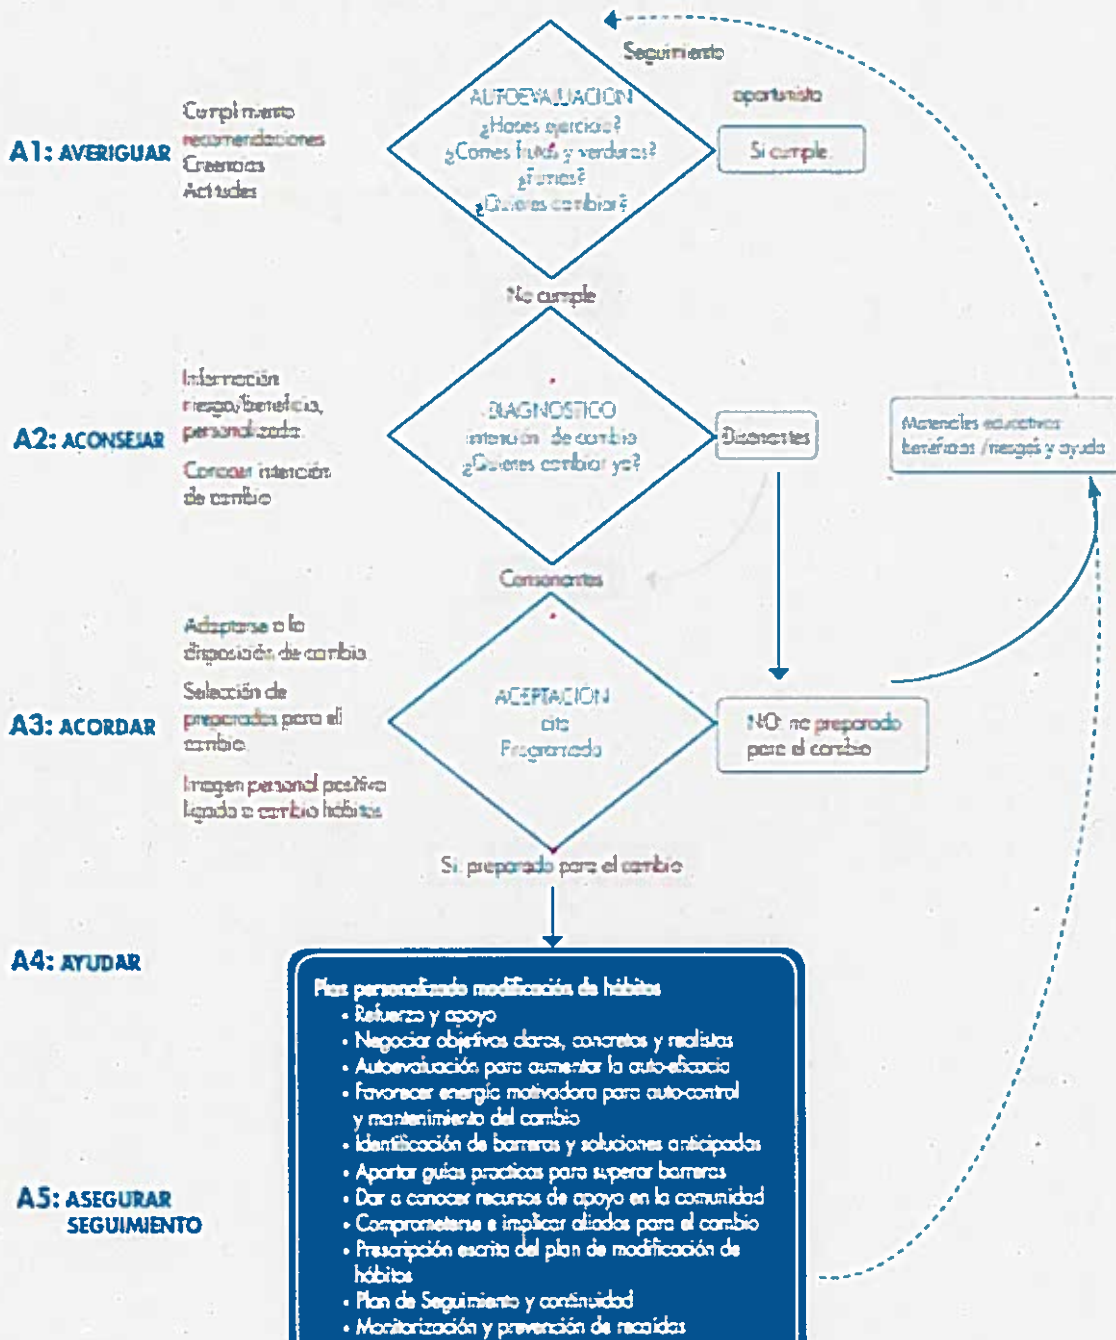 Seguimiento
oportunista
AUTOEVALUACION
¿Haces ejercicio?
¿Comes frutas y verduras?
¿Fumas?
¿Quieres cambiar?
Si cumple
A1: AVERIGUAR
Cumplimiento
recomendaciones
Creencias
Actitudes
No cumple
A2: ACONSEJAR
Información
riesgo/beneficio,
personalizada
Conocer intención
de cambio
DIAGNOSTICO
intención de cambio
¿Quieres cambiar ya?
Disonantes
Materiales educativos
beneficios /riesgos y ayuda
Consonantes
A3: ACORDAR
Adaptarse a la
disposición de cambio
Selección de
preparados para el
cambio
Imagen personal positiva
ligada a cambio hábitos
ACEPTACIÓN
cita
Programada
NO: no preparado
para el cambio
Si preparado para el cambio
A4: AYUDAR
Plan personalizado modificación de hábitos
• Refuerzo y apoyo
• Negociar objetivos claros, concretos y realistas
• Autoevaluación para aumentar la auto-eficacia
• Favorecer energía motivadora para auto-control
y mantenimiento del cambio
• Identificación de barreras y soluciones anticipadas
• Aportar guías practicas para superar barreras
• Dar a conocer recursos de apoyo en la comunidad
• Comprometerse e implicar aliados para el cambio
• Prescripción escrita del plan de modificación de
hábitos
• Plan de Seguimiento y continuidad
• Monitorización y prevención de recaídas
A5: ASEGURAR
SEGUIMIENTO